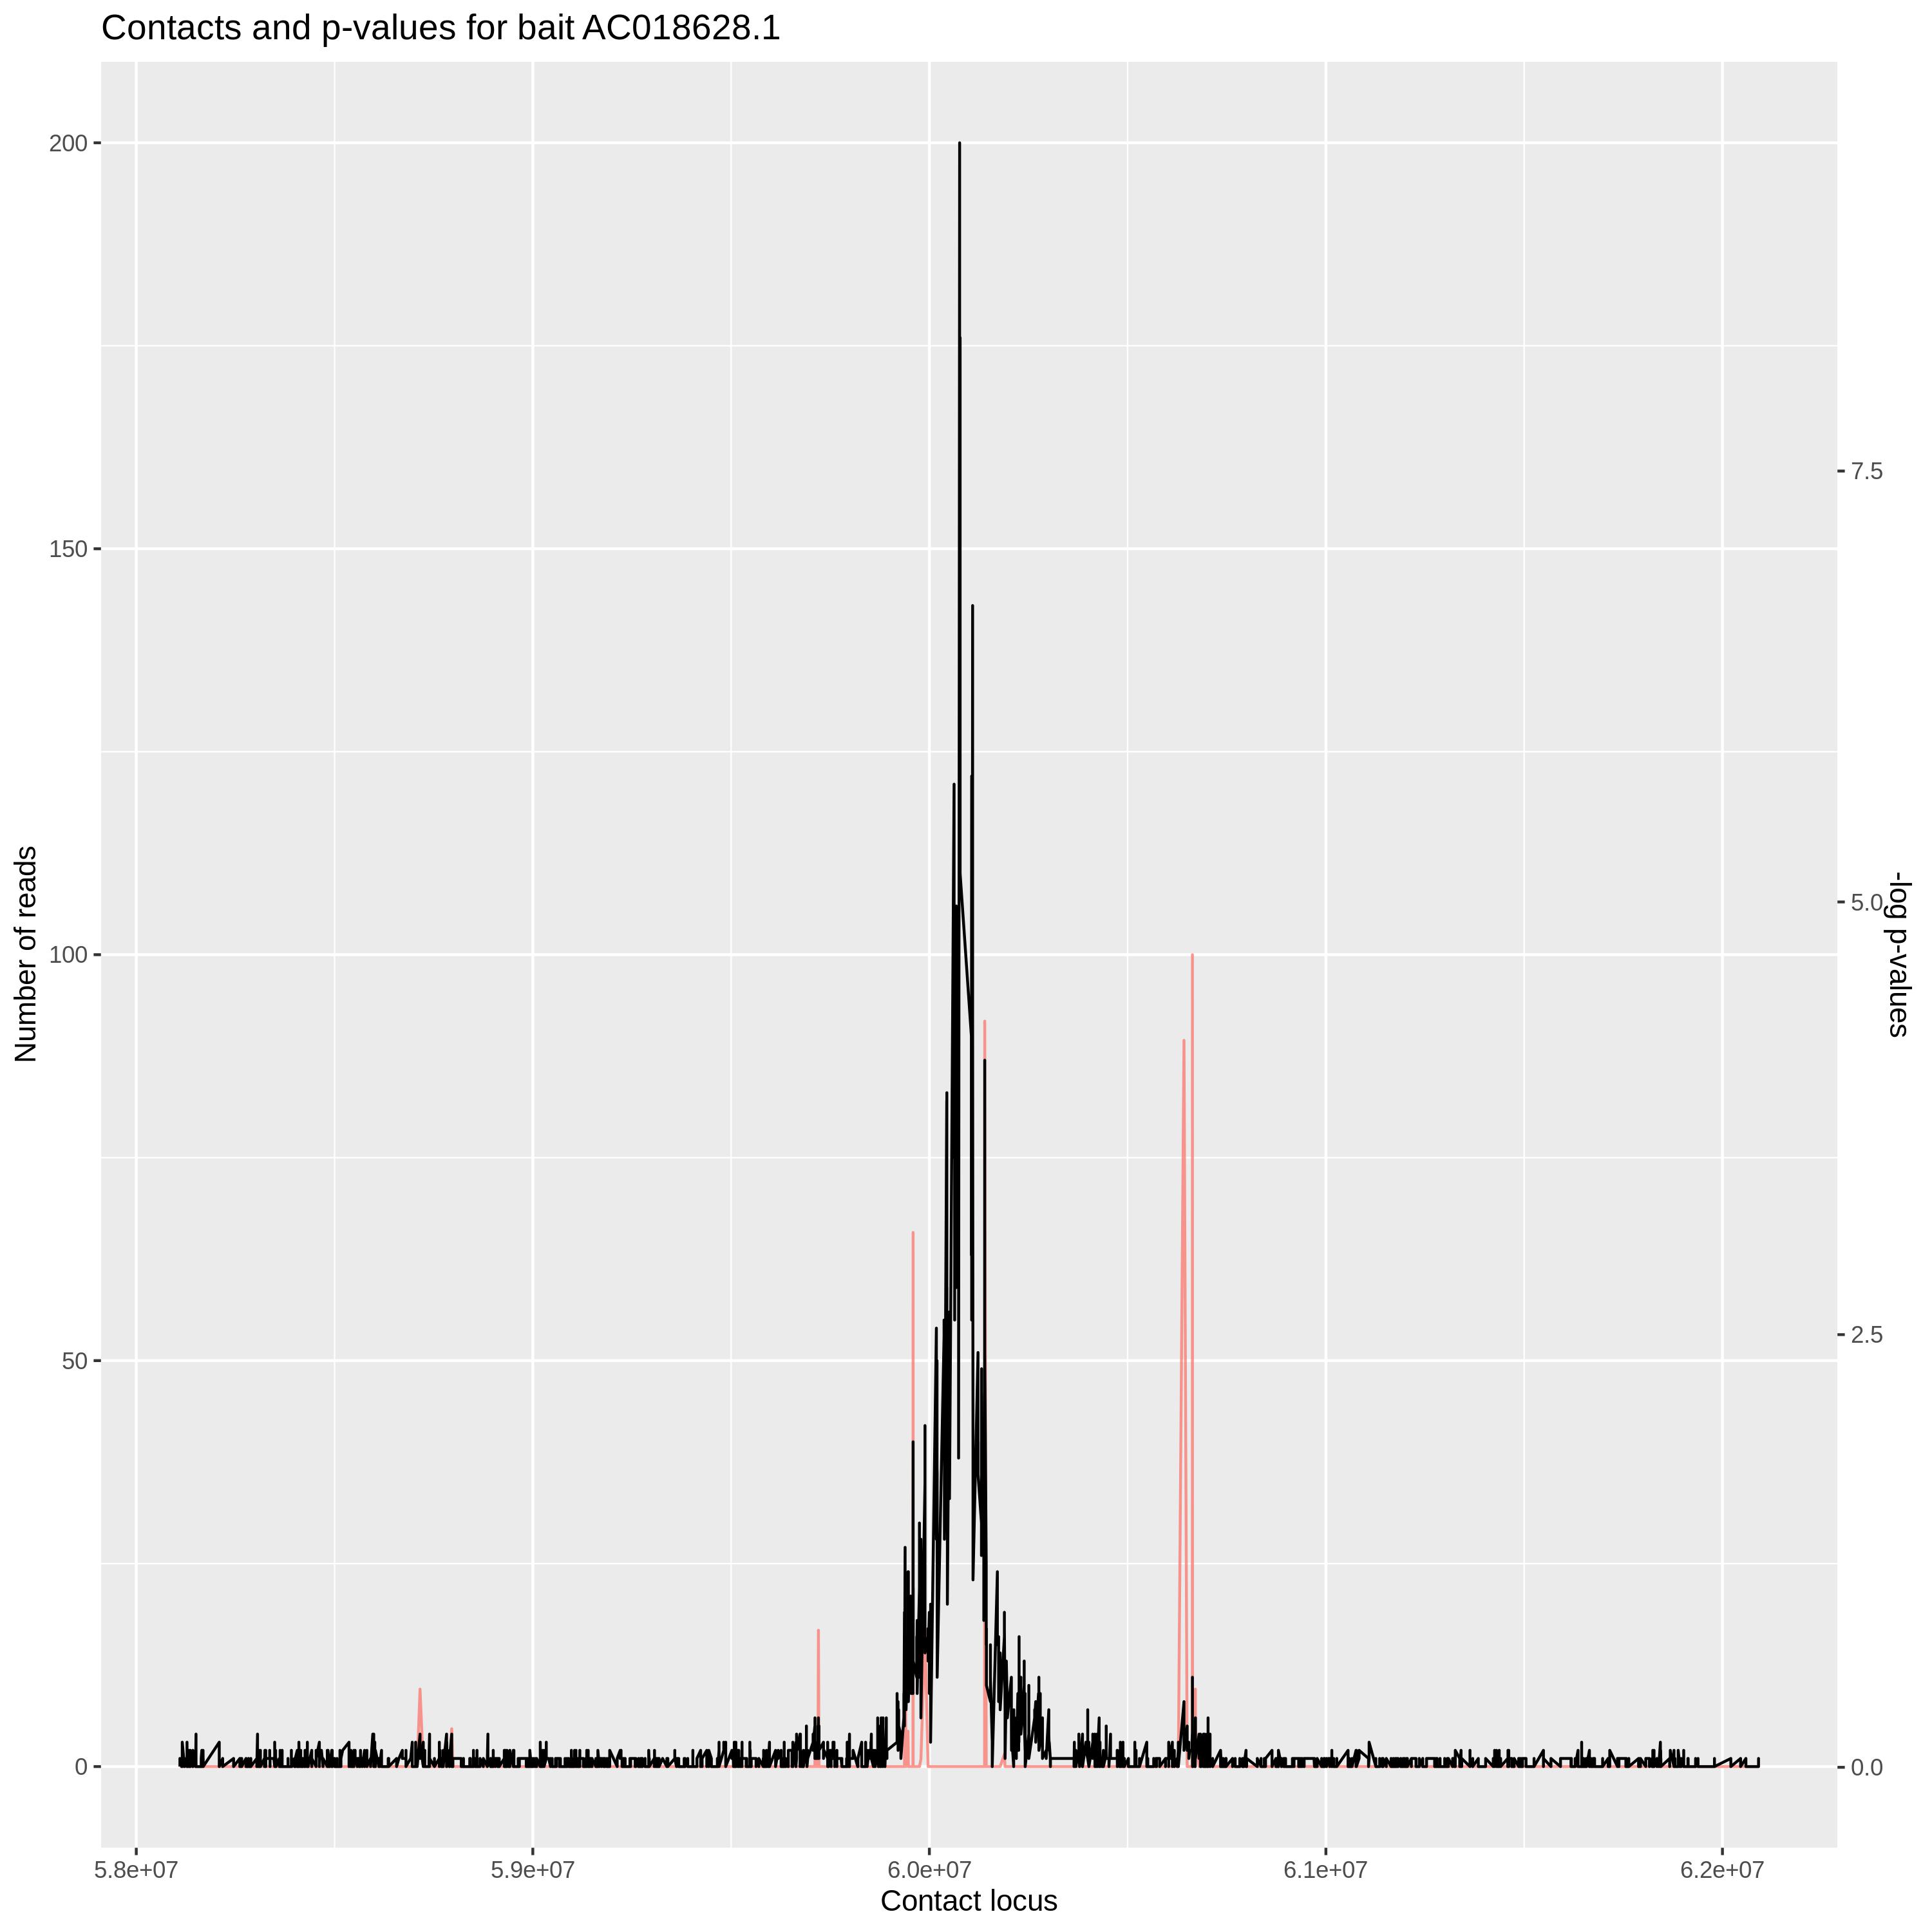 Contacts and p-values for bait AC018628.1
200
150
100
50
0
Number of reads
7.5
5.0
2.5
0.0
-log p-values
5.8e+07 5.9e+07 6.0e+07 6.1e+07 6.2e+07
Contact locus